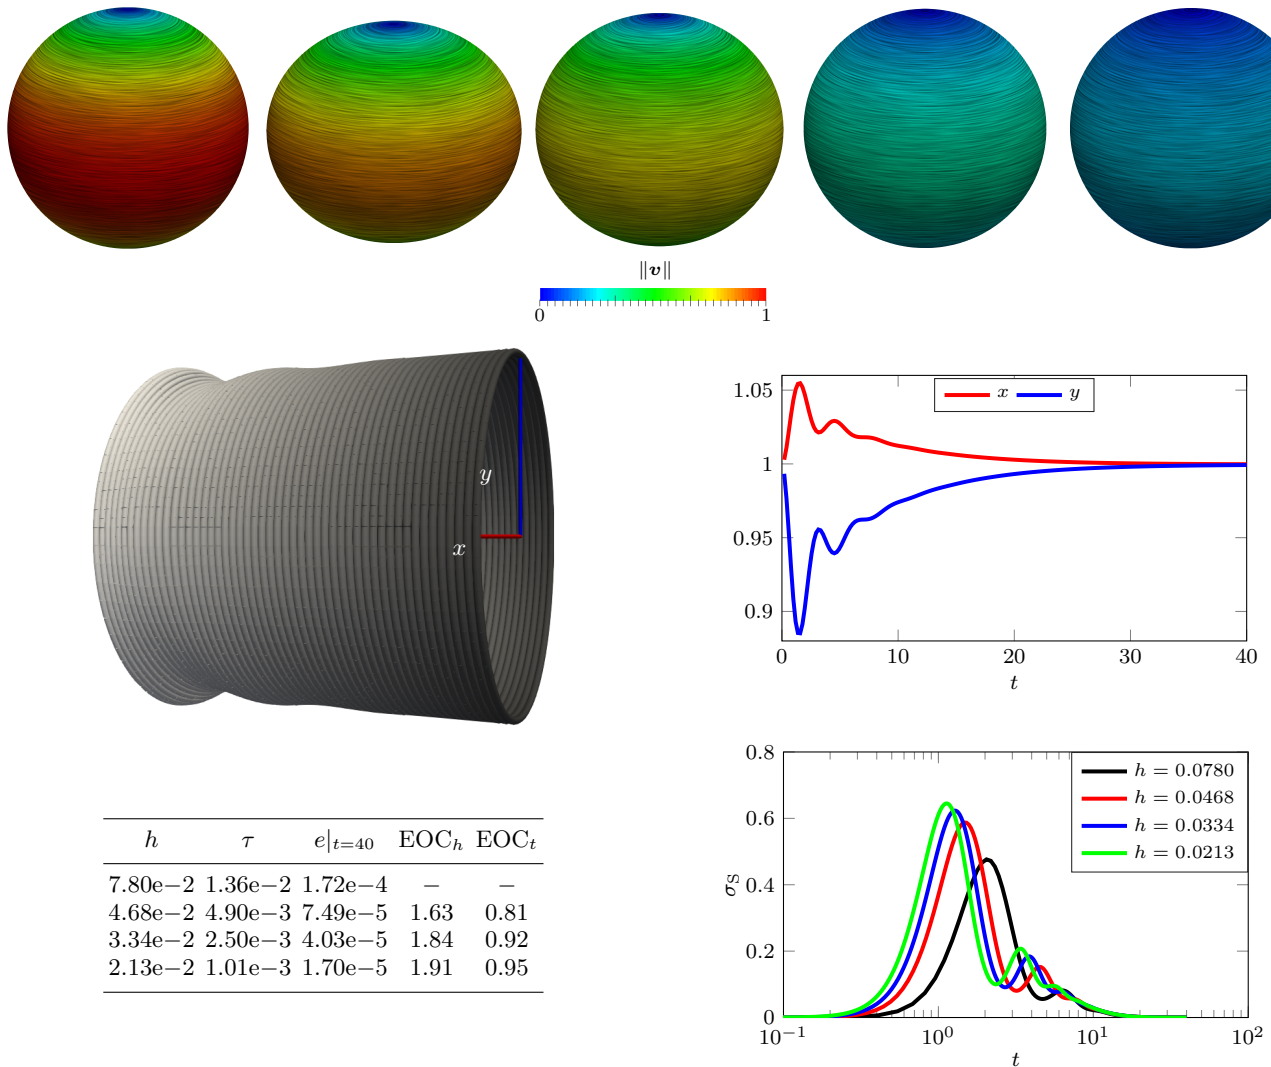 ‖v‖
0 1
y
x
1.05
1
0.95
0.9
0 10 20 30 40
t
x y
h τ e|t=40 EOCh EOCt
7.80e−2 1.36e−2 1.72e−4 − −
4.68e−2 4.90e−3 7.49e−5 1.63 0.81
3.34e−2 2.50e−3 4.03e−5 1.84 0.92
2.13e−2 1.01e−3 1.70e−5 1.91 0.95
0.8
0.6
0.4
0.2
0
σS
10−1 100 101 102
t
h = 0.0780
h = 0.0468
h = 0.0334
h = 0.0213